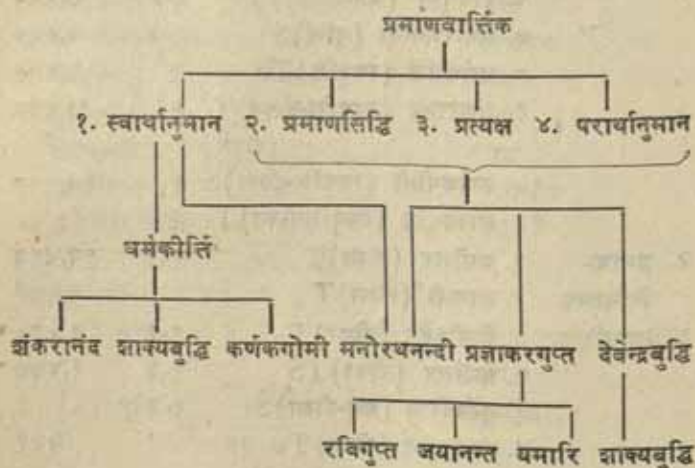 प्रमाणवार्त्तिक
१. स्वार्थानुमान २. प्रमाणसिद्धि ३. प्रत्यक्ष ४. परार्थानुमान
धर्मकीर्ति
शंकरानंद शाक्यबुद्धि कर्णकगोमी मनोरथनन्दी प्रज्ञाकरगुप्त देवेन्द्रबुद्धि
रविगुप्त जयानन्त यमारि शाक्यबुद्धि